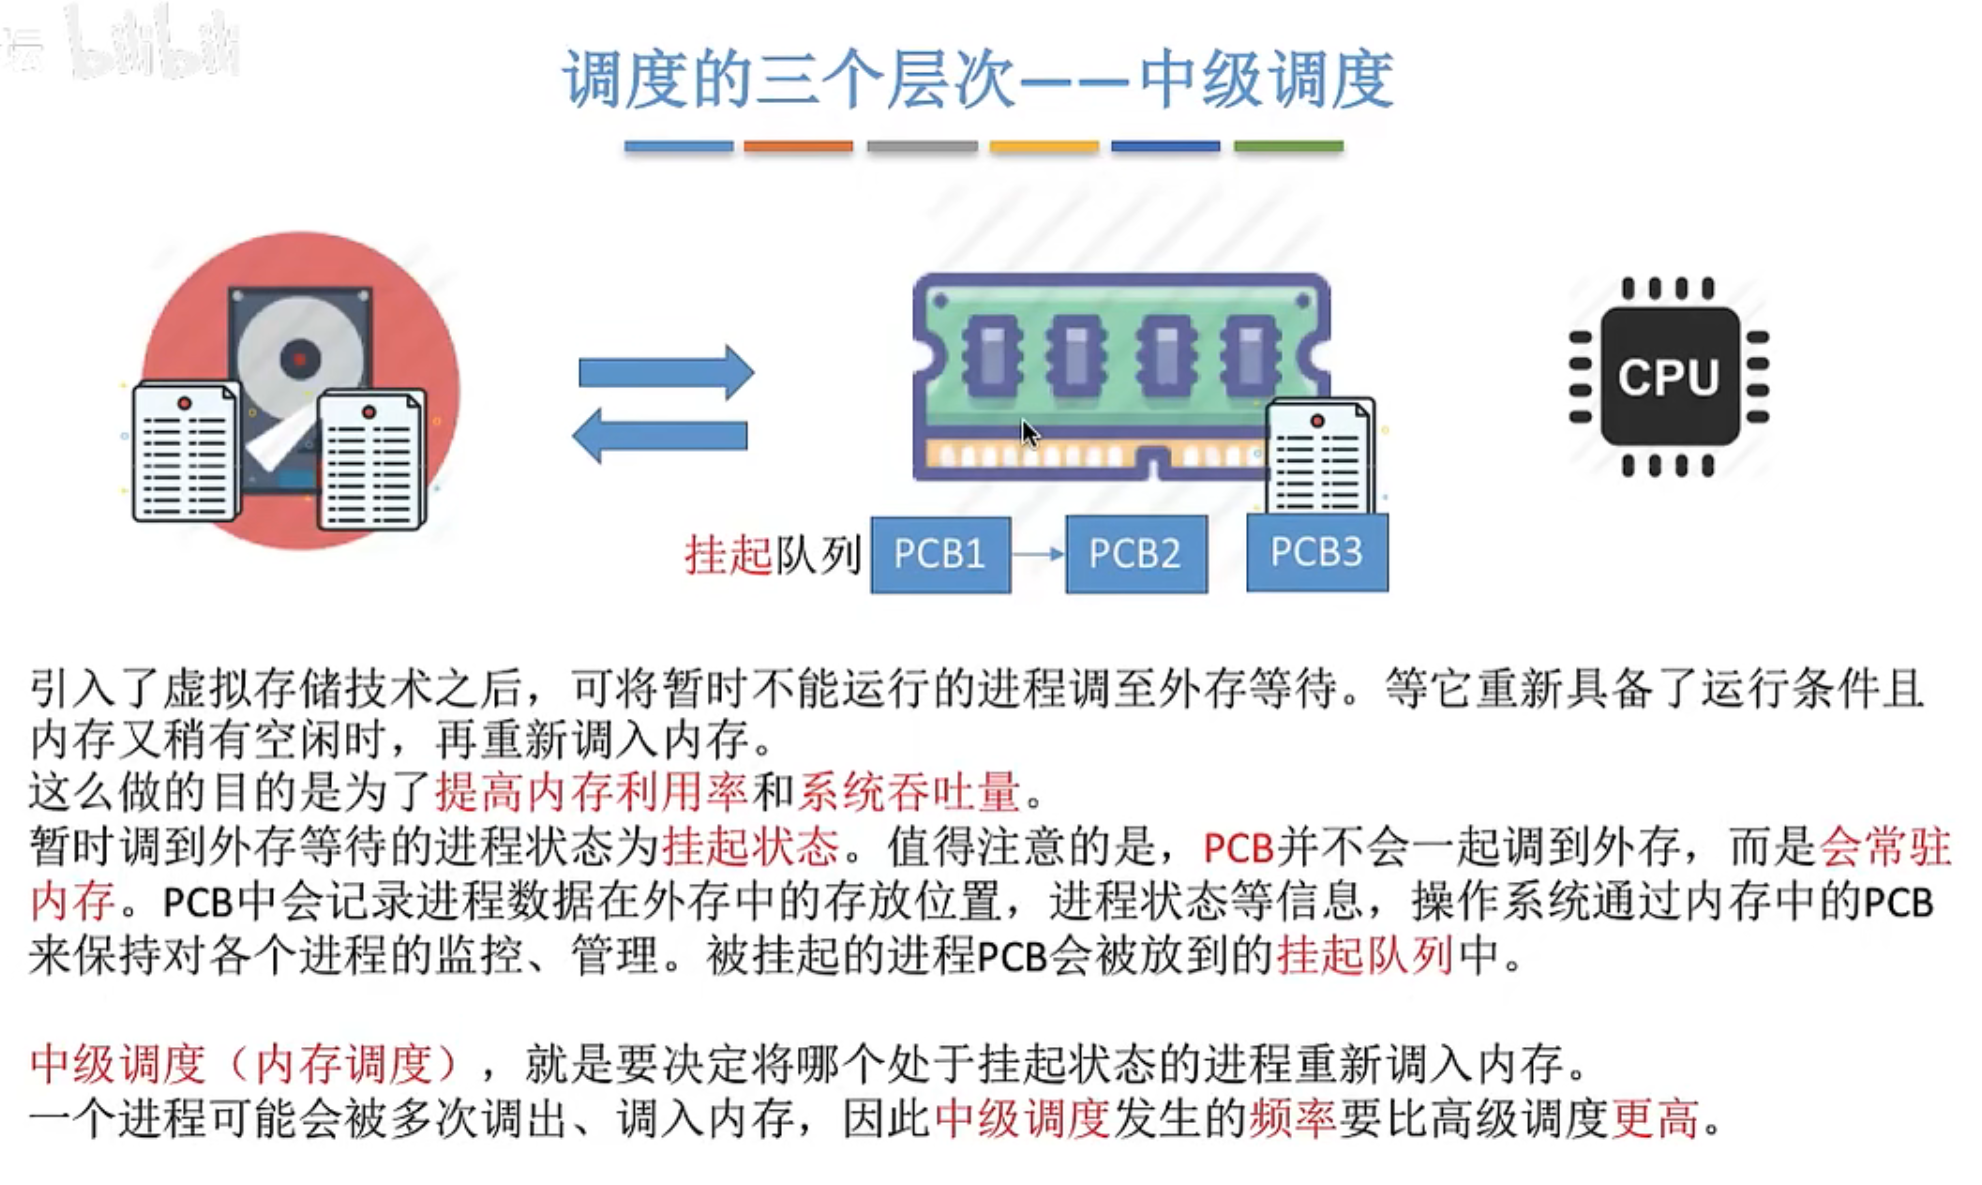 坛 bilibili
调度的三个层次——中级调度
CPU
挂起队列 PCB1 PCB2 PCB3
引入了虚拟存储技术之后，可将暂时不能运行的进程调至外存等待。等它重新具备了运行条件且
内存又稍有空闲时，再重新调入内存。
这么做的目的是为了提高内存利用率和系统吞吐量。
暂时调到外存等待的进程状态为挂起状态。值得注意的是，PCB并不会一起调到外存，而是会常驻
内存。PCB中会记录进程数据在外存中的存放位置，进程状态等信息，操作系统通过内存中的PCB
来保持对各个进程的监控、管理。被挂起的进程PCB会被放到的挂起队列中。
中级调度（内存调度），就是要决定将哪个处于挂起状态的进程重新调入内存。
一个进程可能会被多次调出、调入内存，因此中级调度发生的频率要比高级调度更高。